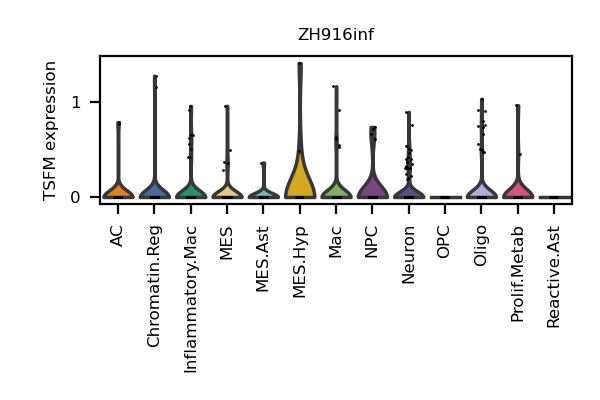 ZH916inf
TSFM expression
1
0
AC
Chromatin.Reg
Inflammatory.Mac
MES
MES.Ast
MES.Hyp
Mac
NPC
Neuron
OPC
Oligo
Prolif.Metab
Reactive.Ast